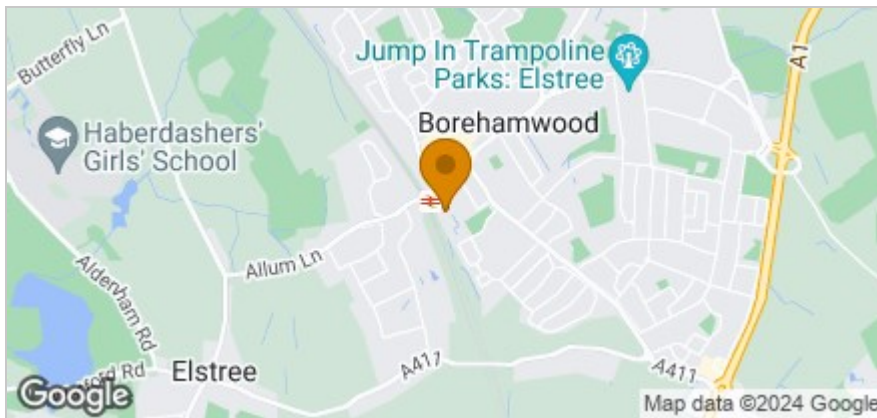 Butterfly Ln
Jump In Trampoline
Parks: Elstree
A1
Haberdashers'
Girls' School
Borehamwood
Allum Ln
Aldenham Rd
Elstree
A411
A411
Rd
Google
Map data ©2024 Google